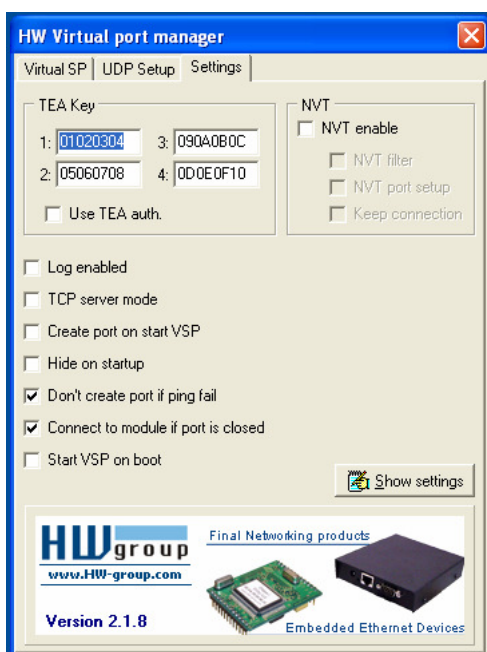 HW Virtual port manager
Virtual SP UDP Setup Settings
TEA Key
1: 01020304 3: 090A0B0C
2: 05060708 4: 0D0E0F10
Use TEA auth.
NVT
NVT enable
NVT filter
NVT port setup
Keep connection
Log enabled
TCP server mode
Create port on start VSP
Hide on startup
Don't create port if ping fail
Connect to module if port is closed
Start VSP on boot
Show settings
HWgroup
www.HW-group.com
Version 2.1.8
Final Networking products
Embedded Ethernet Devices